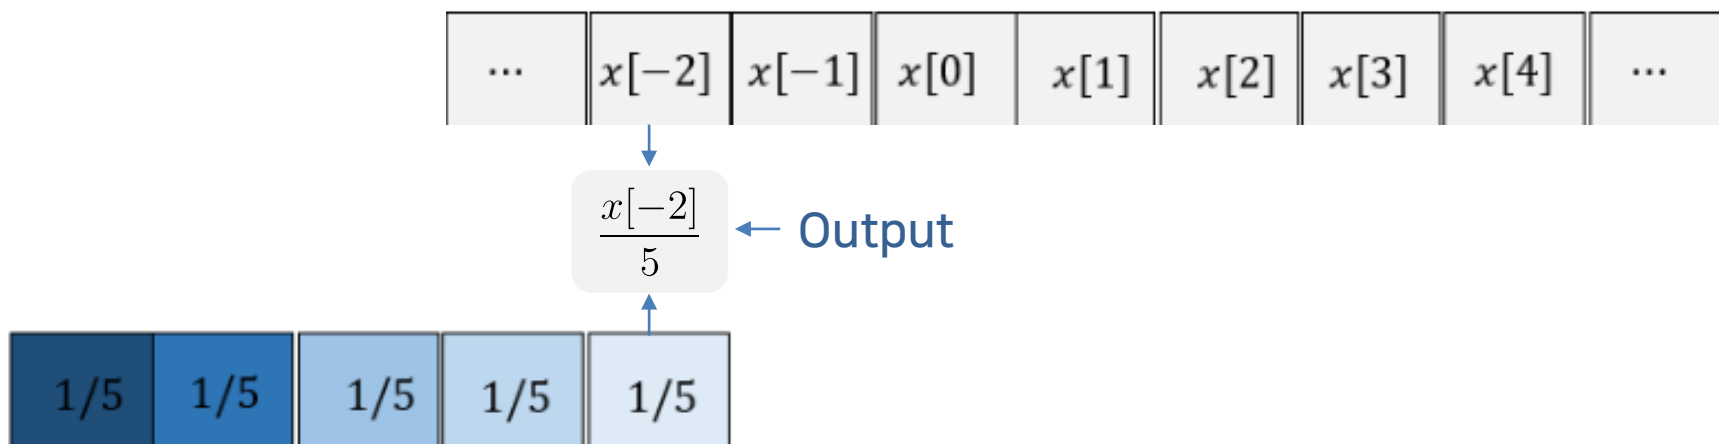 ... x[−2] x[−1] x[0] x[1] x[2] x[3] x[4] ...
x[−2]
5
Output
1/5 1/5 1/5 1/5 1/5